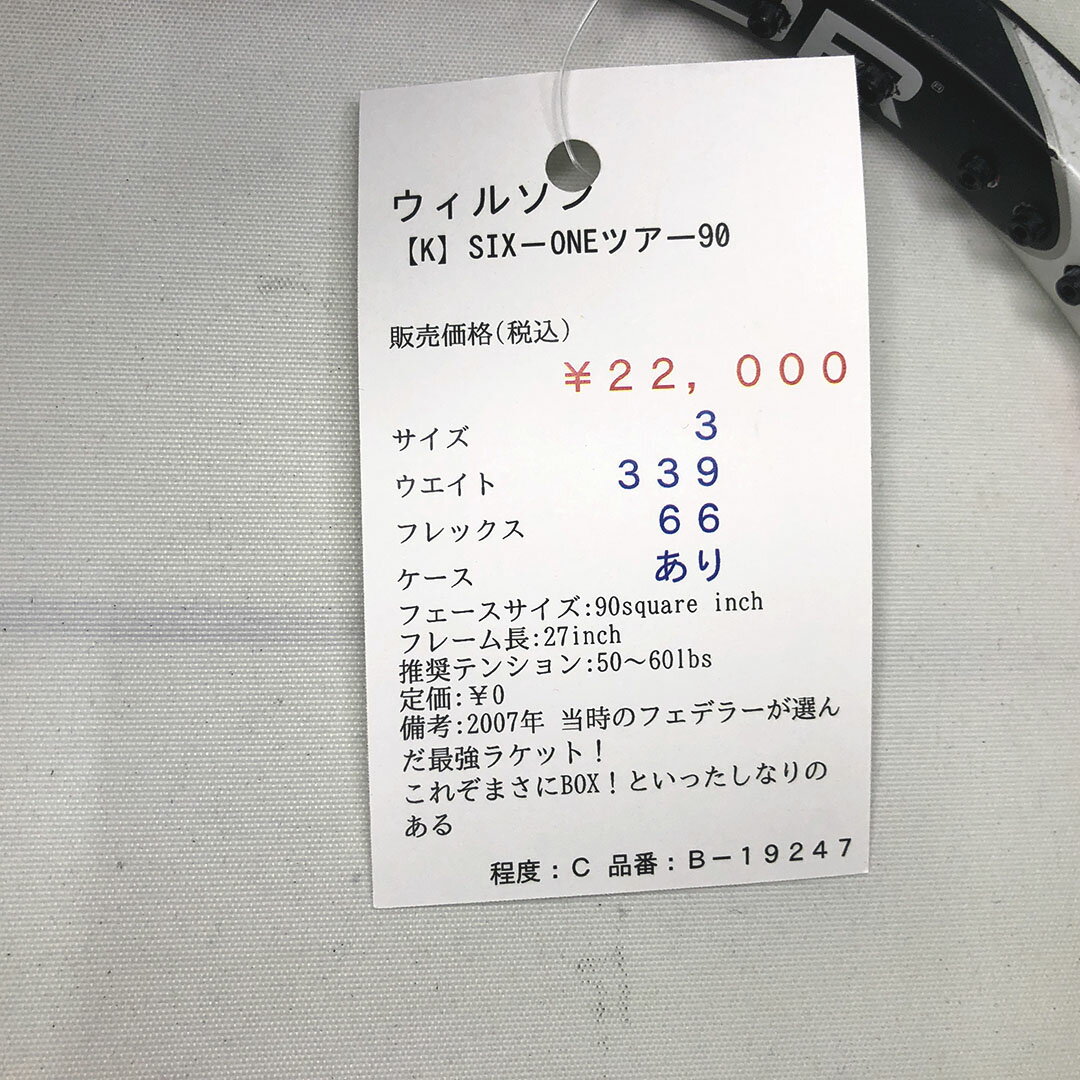 R
ウィルソン
【K】SIX－ONEツアー90
販売価格(税込)
￥２２，０００
サイズ ３
ウエイト ３３９
フレックス ６６
ケース あり
フェースサイズ:90square inch
フレーム長:27inch
推奨テンション:50～60lbs
定価:￥0
備考:2007年 当時のフェデラーが選ん
だ最強ラケット！
これぞまさにBOX！といったしなりの
ある
程度：Ｃ 品番：Ｂ－１９２４７